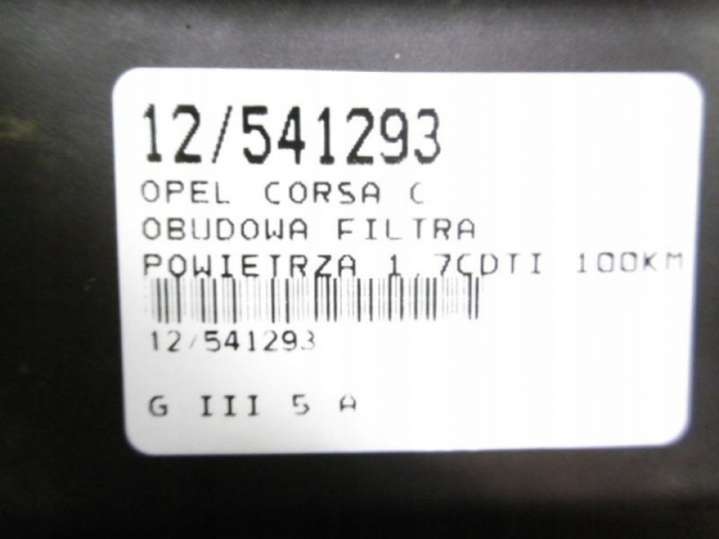 12/541293
OPEL CORSA C
OBUDOWA FILTRA
POWIETRZA 1.7CDTI 100KM
12/541293
G III 5 A